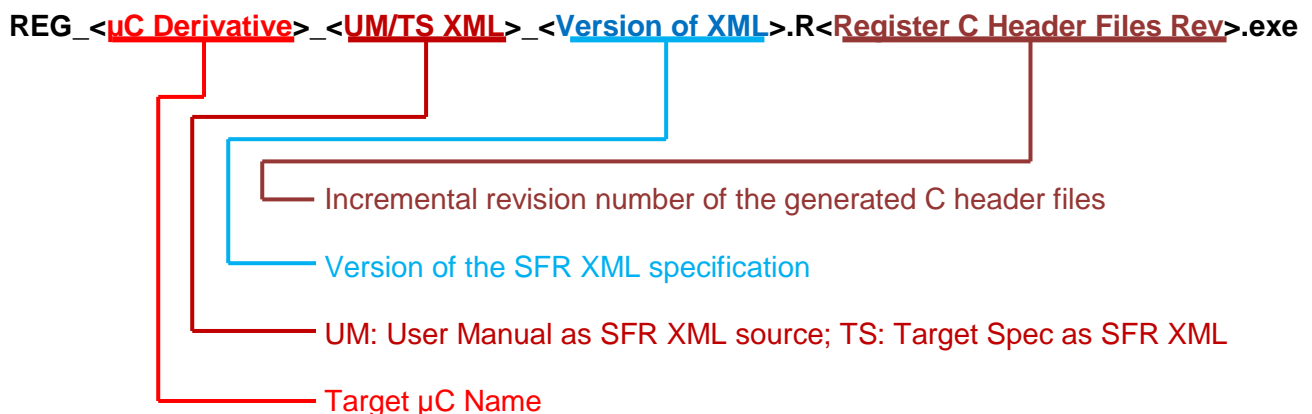 REG_<µC Derivative>_<UM/TS XML>_<Version of XML>.R<Register C Header Files Rev>.exe
Incremental revision number of the generated C header files
Version of the SFR XML specification
UM: User Manual as SFR XML source; TS: Target Spec as SFR XML
Target µC Name